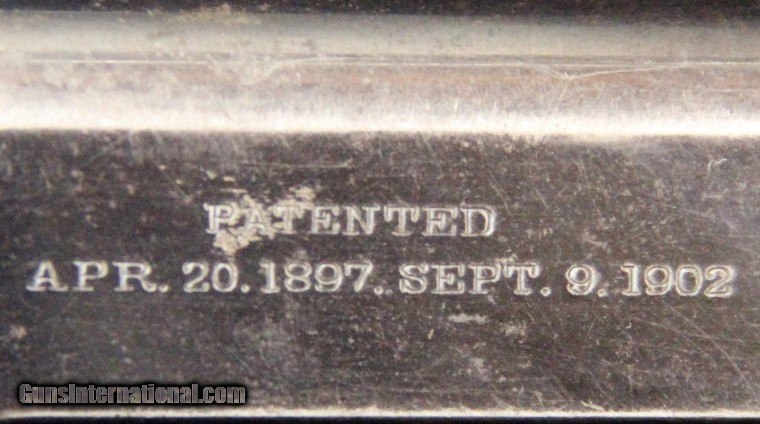 PATENTED
APR. 20. 1897. SEPT. 9. 1902
GunsInternational.com